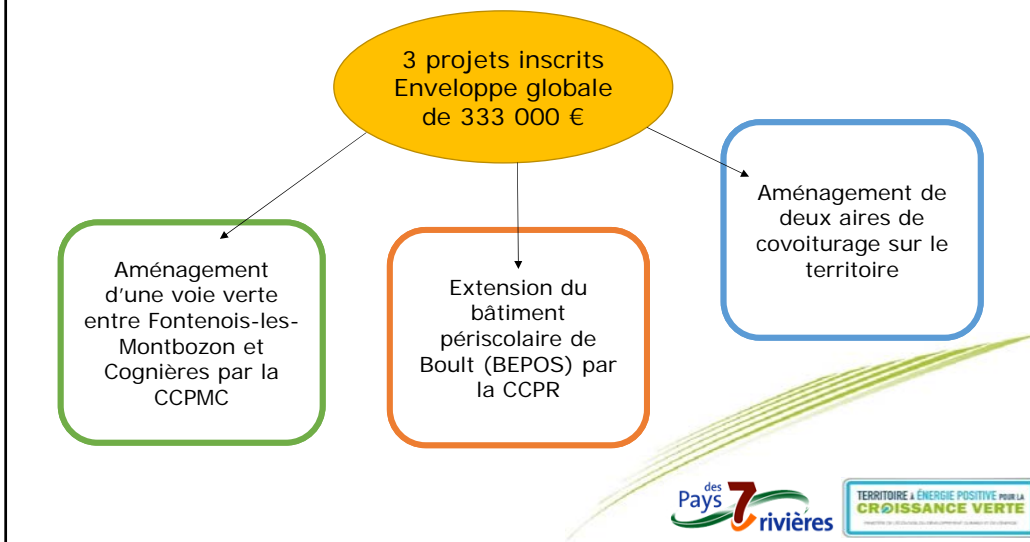 3 projets inscrits
Enveloppe globale
de 333 000 €
Aménagement
d'une voie verte
entre Fontenois-les-
Montbozon et
Cognières par la
CCPMC
Extension du
bâtiment
périscolaire de
Boult (BEPOS) par
la CCPR
Aménagement de
deux aires de
covoiturage sur le
territoire
des
Pays 7
rivières
TERRITOIRE à ÉNERGIE POSITIVE POUR LA
CROISSANCE VERTE